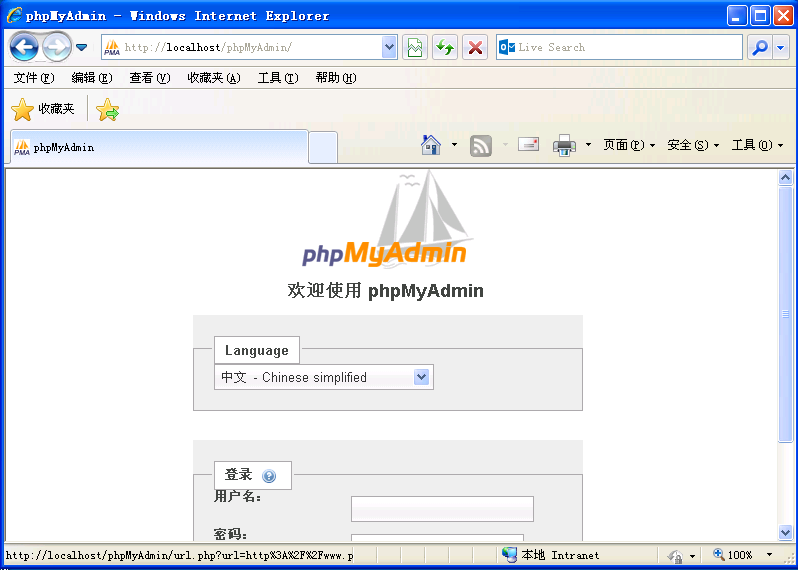 phpMyAdmin - Windows Internet Explorer
PMA http://localhost/phpMyAdmin/ Live Search
文件(F) 编辑(E) 查看(V) 收藏夹(A) 工具(T) 帮助(H)
收藏夹
PMA phpMyAdmin 页面(P) 安全(S) 工具(O)
phpMyAdmin
欢迎使用 phpMyAdmin
Language
中文 - Chinese simplified
登录
用户名:
密码:
http://localhost/phpMyAdmin/url.php?url=http%3A%2F%2Fwww.p 本地 Intranet 100%